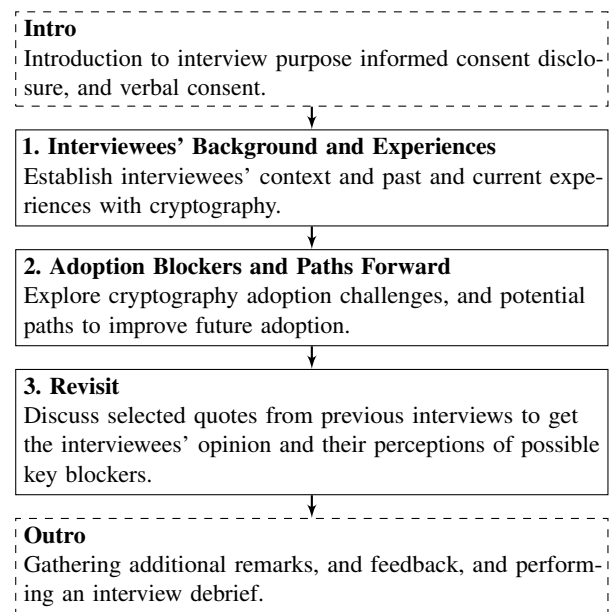 Intro
Introduction to interview purpose informed consent disclo-
sure, and verbal consent.
1. Interviewees' Background and Experiences
Establish interviewees' context and past and current expe-
riences with cryptography.
2. Adoption Blockers and Paths Forward
Explore cryptography adoption challenges, and potential
paths to improve future adoption.
3. Revisit
Discuss selected quotes from previous interviews to get
the interviewees' opinion and their perceptions of possible
key blockers.
Outro
Gathering additional remarks, and feedback, and perform-
ing an interview debrief.